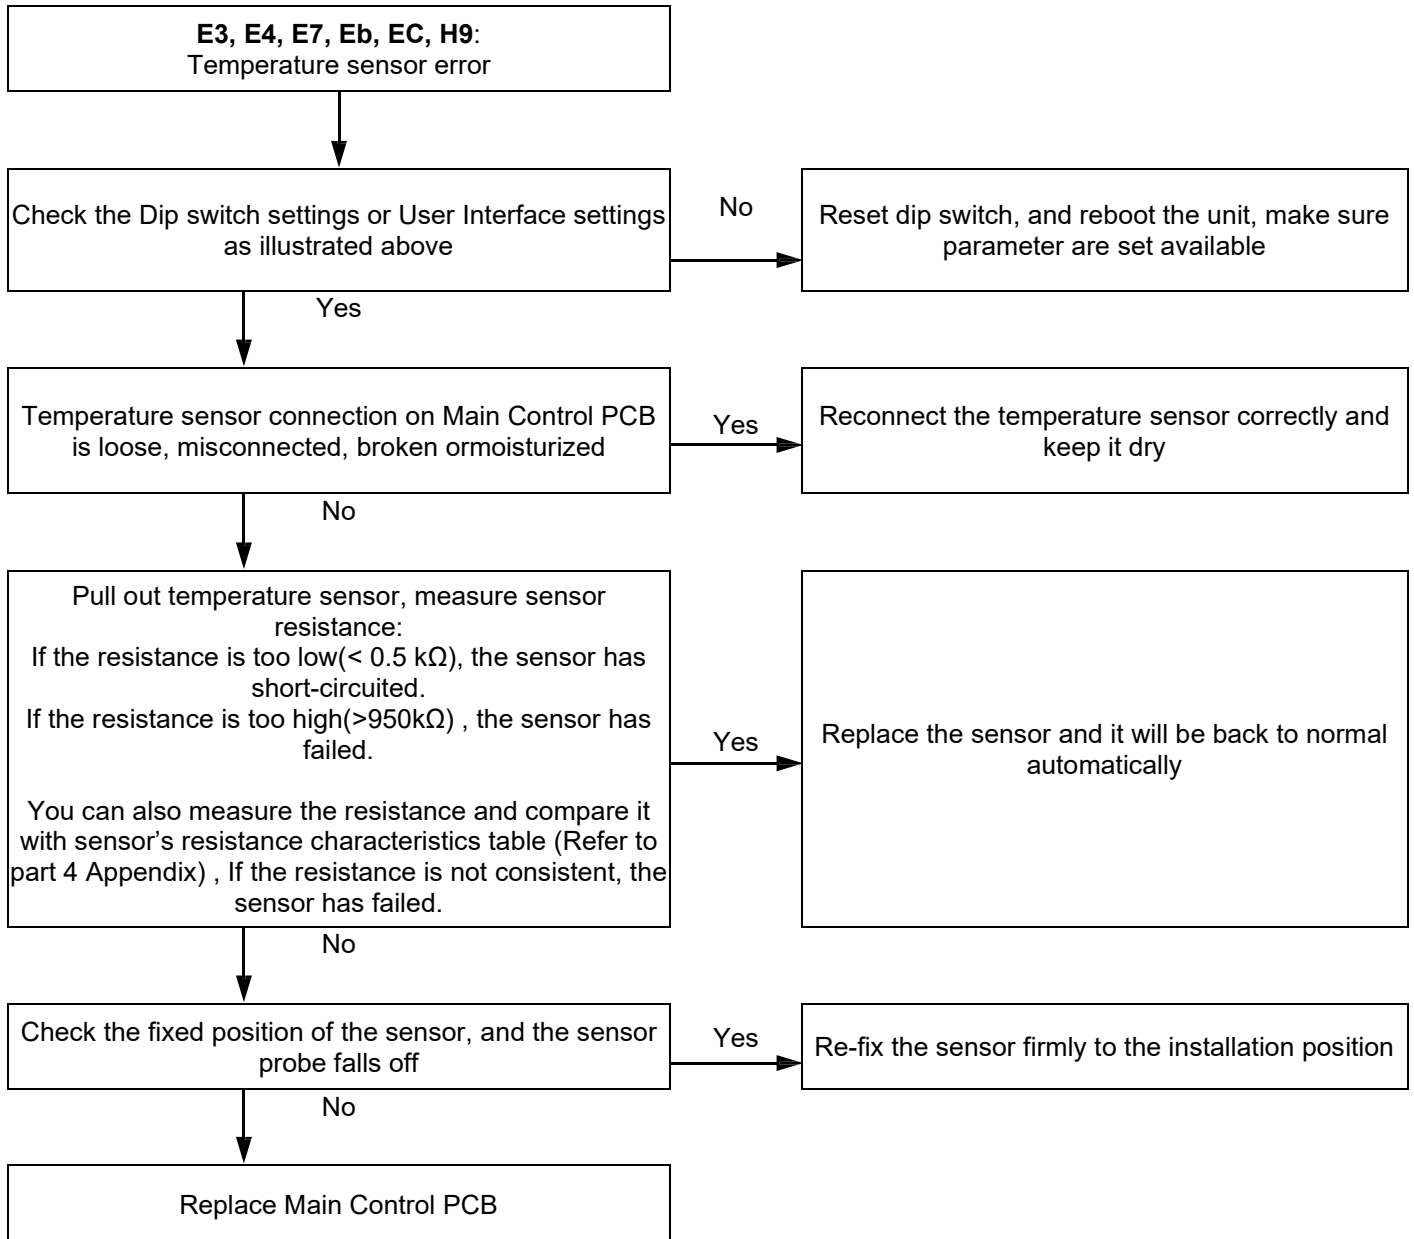 E3, E4, E7, Eb, EC, H9:
Temperature sensor error
Check the Dip switch settings or User Interface settings
as illustrated above
No
Reset dip switch, and reboot the unit, make sure
parameter are set available
Yes
Temperature sensor connection on Main Control PCB
is loose, misconnected, broken ormoisturized
Yes
Reconnect the temperature sensor correctly and
keep it dry
No
Pull out temperature sensor, measure sensor
resistance:
If the resistance is too low(< 0.5 kΩ), the sensor has
short-circuited.
If the resistance is too high(>950kΩ) , the sensor has
failed.
You can also measure the resistance and compare it
with sensor’s resistance characteristics table (Refer to
part 4 Appendix) , If the resistance is not consistent, the
sensor has failed.
Yes
Replace the sensor and it will be back to normal
automatically
No
Check the fixed position of the sensor, and the sensor
probe falls off
Yes
Re-fix the sensor firmly to the installation position
No
Replace Main Control PCB